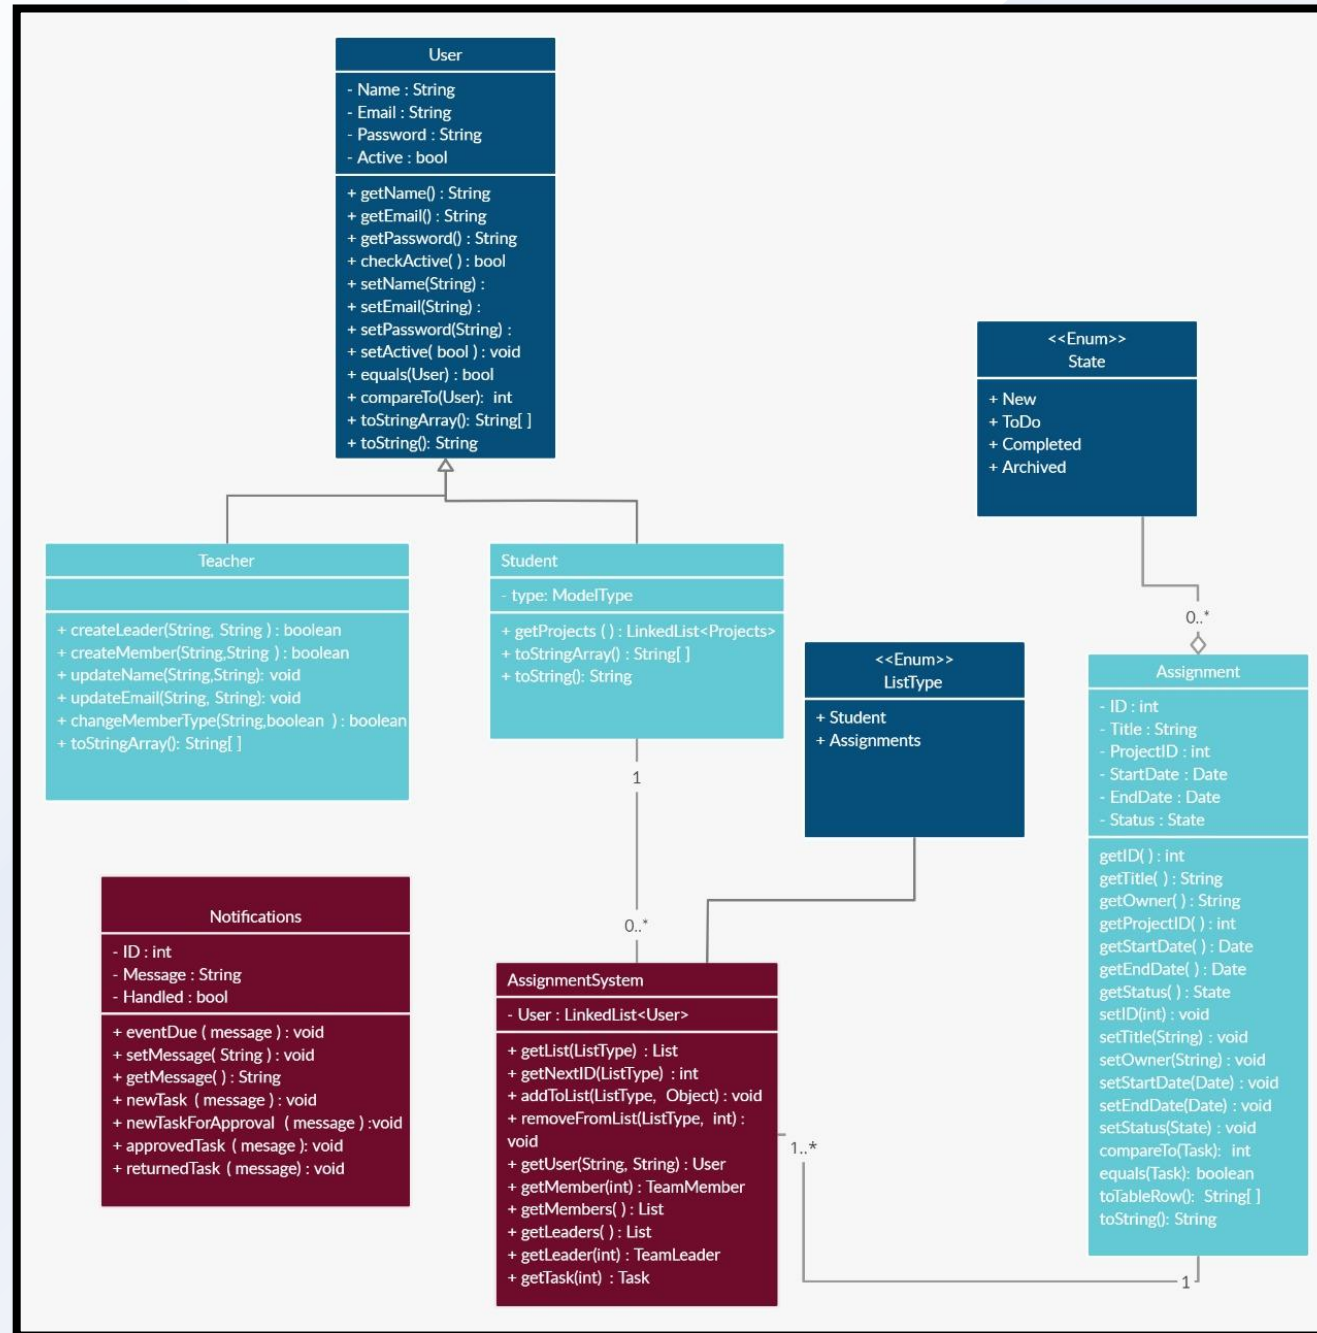 User
- Name : String
- Email : String
- Password : String
- Active : bool
+ getName() : String
+ getEmail() : String
+ getPassword() : String
+ checkActive( ) : bool
+ setName(String) :
+ setEmail(String) :
+ setPassword(String) :
+ setActive( bool ) : void
+ equals(User) : bool
+ compareTo(User): int
+ toStringArray(): String[ ]
+ toString(): String
<<Enum>>
State
+ New
+ ToDo
+ Completed
+ Archived
Teacher
+ createLeader(String, String ) : boolean
+ createMember(String,String ) : boolean
+ updateName(String,String): void
+ updateEmail(String, String): void
+ changeMemberType(String,boolean ) : boolean
+ toStringArray(): String[ ]
Student
- type: ModelType
+ getProjects ( ) : LinkedList<Projects>
+ toStringArray() : String[ ]
+ toString(): String
1
0..*
<<Enum>>
ListType
+ Student
+ Assignments
0..*
Assignment
- ID : int
- Title : String
- ProjectID : int
- StartDate : Date
- EndDate : Date
- Status : State
getID( ) : int
getTitle( ) : String
getOwner( ) : String
getProjectID( ) : int
getStartDate( ) : Date
getEndDate( ) : Date
getStatus( ) : State
setID(int) : void
setTitle(String) : void
setOwner(String) : void
setStartDate(Date) : void
setEndDate(Date) : void
setStatus(State) : void
compareTo(Task): int
equals(Task): boolean
toTableRow(): String[ ]
toString(): String
Notifications
- ID : int
- Message : String
- Handled : bool
+ eventDue ( message ) : void
+ setMessage( String ) : void
+ getMessage( ) : String
+ newTask ( message ) : void
+ newTaskForApproval ( message ) :void
+ approvedTask ( mesage ): void
+ returnedTask ( message) : void
AssignmentSystem
- User : LinkedList<User>
+ getList(ListType) : List
+ getNextID(ListType) : int
+ addToList(ListType, Object) : void
+ removeFromList(ListType, int) :
void
+ getUser(String, String) : User
+ getMember(int) : TeamMember
+ getMembers( ) : List
+ getLeaders( ) : List
+ getLeader(int) : TeamLeader
+ getTask(int) : Task
1..*
1